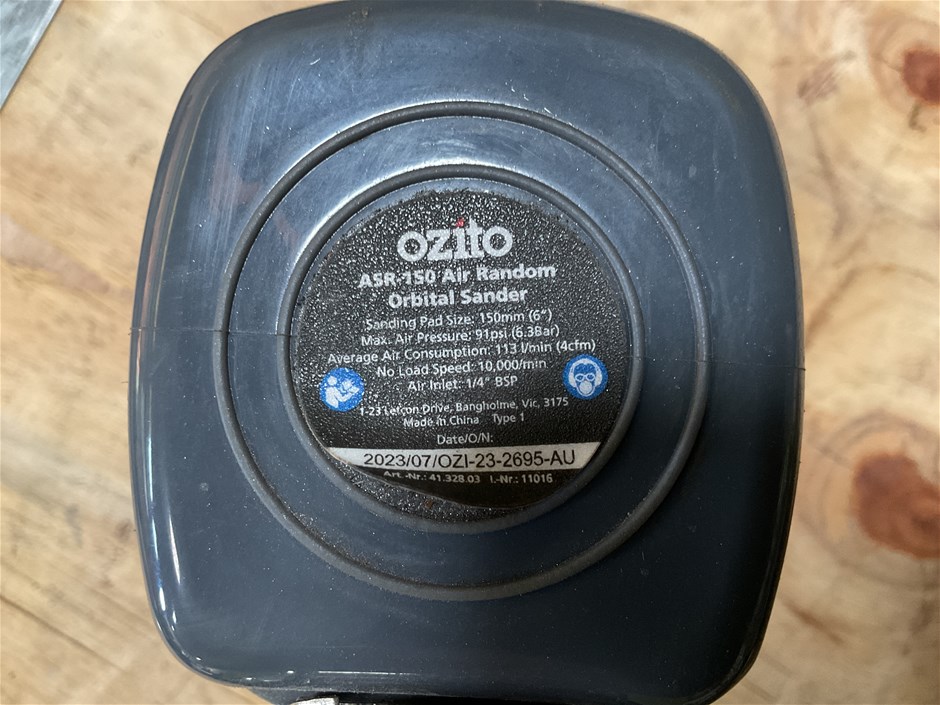 ozito
ASR-150 Air Random
Orbital Sander
Sanding Pad Size: 150mm (6")
Max. Air Pressure: 91psi (6.3Bar)
Average Air Consumption: 113 l/min (4cfm)
No Load Speed: 10,000/min
Air Inlet: 1/4" BSP
1-23 Letcon Drive, Bangholme, Vic, 3175
Made in China Type 1
Date/O/N:
2023/07/OZI-23-2695-AU
Art.-Nr.: 41.328.03 I.-Nr.: 11016